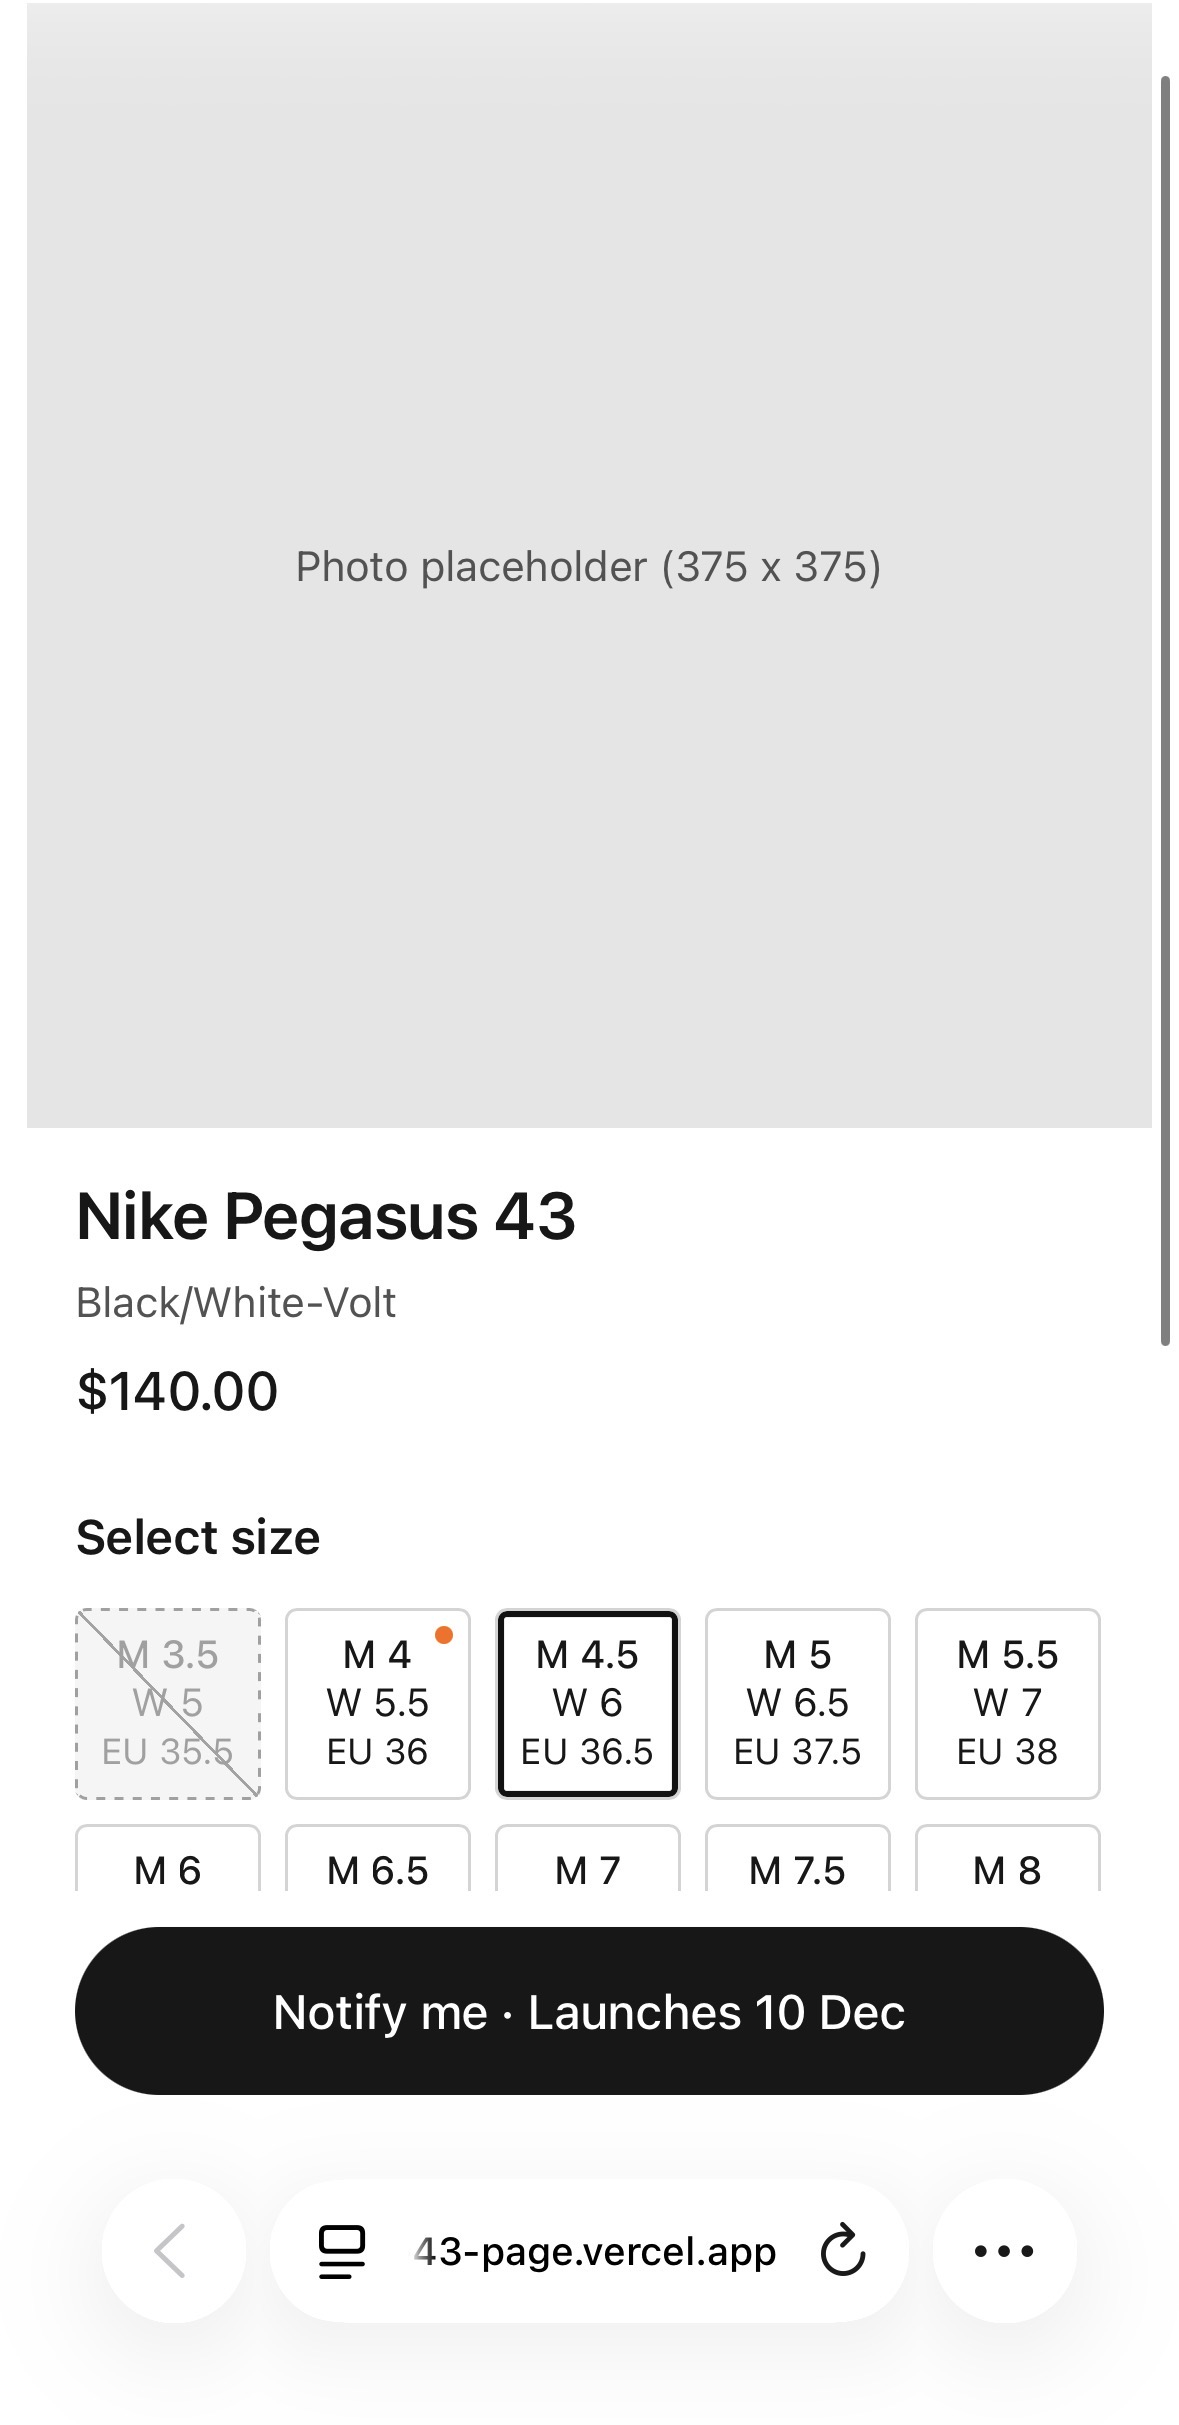 Photo placeholder (375 x 375)
Nike Pegasus 43
Black/White-Volt
$140.00
Select size
M 3.5
W 5
EU 35.5
M 4
W 5.5
EU 36
M 4.5
W 6
EU 36.5
M 5
W 6.5
EU 37.5
M 5.5
W 7
EU 38
M 6
M 6.5
M 7
M 7.5
M 8
Notify me · Launches 10 Dec
43-page.vercel.app